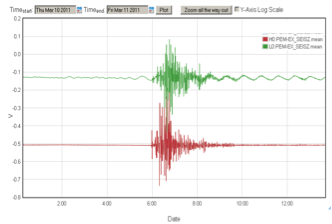 Timestart Thu Mar 10 2011 Timeend Fri Mar 11 2011 Plot Zoom all the way out Y-Axis Log Scale
H0:PEM-EX_SEISZ.mean
L0:PEM-EX_SEISZ.mean
0.2
0.1
-0.0
-0.1
-0.2
V
-0.3
-0.4
-0.5
-0.6
-0.7
-0.8
2:00 4:00 6:00 8:00 10:00 12:00
Date